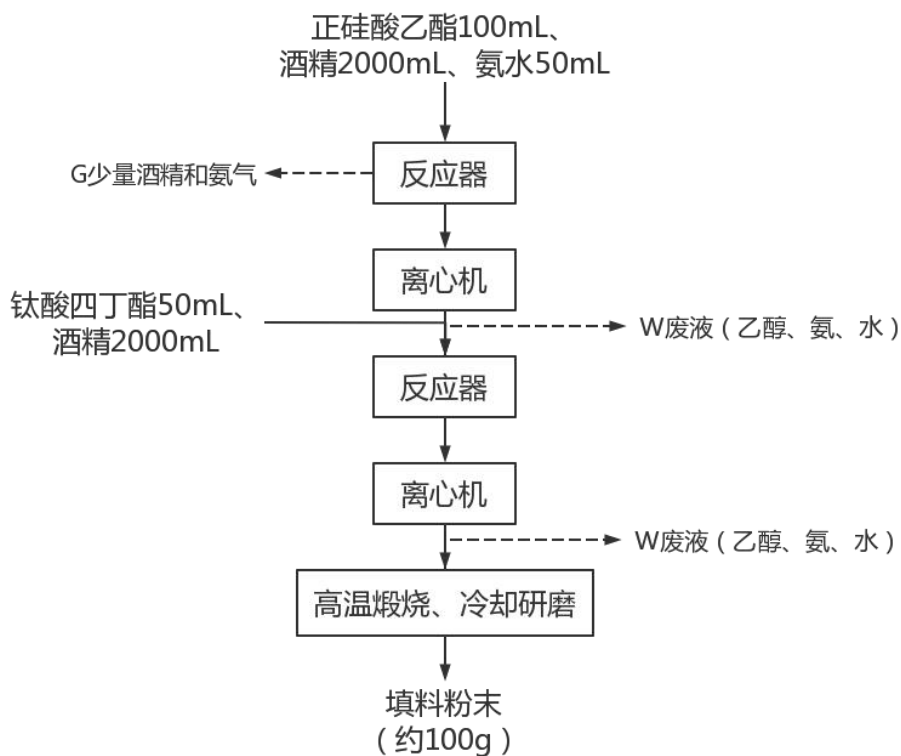 正硅酸乙酯100mL、
酒精2000mL、氨水50mL
反应器
G少量酒精和氨气
离心机
钛酸四丁酯50mL、
酒精2000mL
W废液（乙醇、氨、水）
反应器
离心机
W废液（乙醇、氨、水）
高温煅烧、冷却研磨
填料粉末
（约100g）